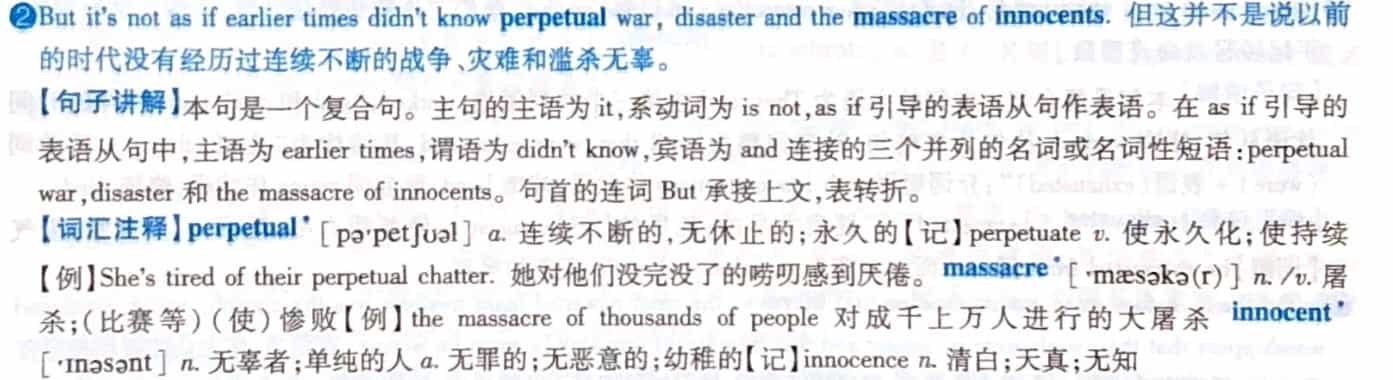 ②But it's not as if earlier times didn't know perpetual war, disaster and the massacre of innocents. 但这并不是说以前
的时代没有经历过连续不断的战争、灾难和滥杀无辜。
【句子讲解】本句是一个复合句。主句的主语为 it,系动词为 is not,as if 引导的表语从句作表语。在 as if 引导的
表语从句中,主语为 earlier times,谓语为 didn't know,宾语为 and 连接的三个并列的名词或名词性短语:perpetual
war,disaster 和 the massacre of innocents。句首的连词 But 承接上文,表转折。
【词汇注释】perpetual* [pə'petʃuəl] a. 连续不断的,无休止的;永久的【记】perpetuate v. 使永久化;使持续
【例】She's tired of their perpetual chatter. 她对他们没完没了的唠叨感到厌倦。 massacre* ['mæsəkə(r)] n./v. 屠
杀;(比赛等)(使)惨败【例】the massacre of thousands of people 对成千上万人进行的大屠杀 innocent*
['ɪnəsənt] n. 无辜者;单纯的人 a. 无罪的;无恶意的;幼稚的【记】innocence n. 清白;天真;无知